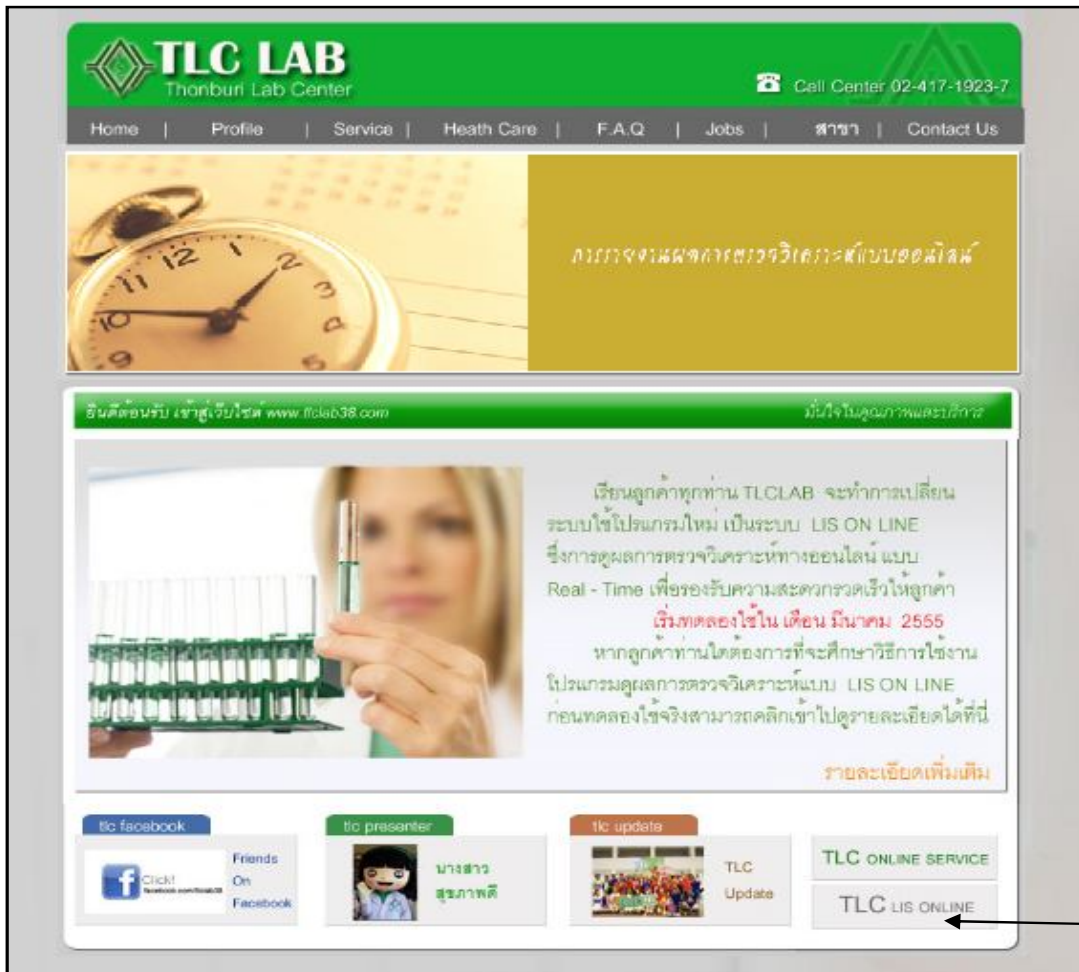 TLC LAB
Thonburi Lab Center
Call Center 02-417-1923-7
Home | Profile | Service | Heath Care | F.A.Q | Jobs | สาขา | Contact Us
12 1 2 3 11 10 9
การรายงานผลการตรวจวิเคราะห์แบบออนไลน์
ยินดีต้อนรับ เข้าสู่เว็บไซต์ www.tlclab38.com
มั่นใจในคุณภาพและบริการ
เรียนลูกค้าทุกท่าน TLCLAB จะทำการเปลี่ยน
ระบบใช้โปรแกรมใหม่ เป็นระบบ LIS ON LINE
ซึ่งการดูผลการตรวจวิเคราะห์ทางออนไลน์ แบบ
Real - Time เพื่อรองรับความสะดวกรวดเร็วให้ลูกค้า
เริ่มทดลองใช้ใน เดือน มีนาคม 2555
หากลูกค้าท่านใดต้องการที่จะศึกษาวิธีการใช้งาน
โปรแกรมดูผลการตรวจวิเคราะห์แบบ LIS ON LINE
ก่อนทดลองใช้จริงสามารถคลิกเข้าไปดูรายละเอียดได้ที่นี่
รายละเอียดเพิ่มเติม
tlc facebook
Click!
Friends
On
Facebook
tlc presenter
นางสาว
สุขภาพดี
tlc update
TLC
Update
TLC ONLINE SERVICE
TLC LIS ONLINE